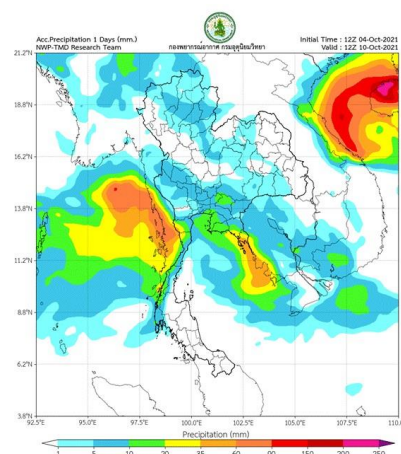 Acc.Precipitation 1 Days (mm.)
NWP-TMD Research Team
กองพยากรณ์อากาศ กรมอุตุนิยมวิทยา
Initial Time : 12Z 04-Oct-2021
Valid : 12Z 10-Oct-2021
21.2°N
18.8°N
16.2°N
13.8°N
11.2°N
8.8°N
6.2°N
3.8°N
92.5°E 95.0°E 97.5°E 100.0°E 102.5°E 105.0°E 107.5°E 110.0
Precipitation (mm)
1 5 10 20 35 60 90 150 200 250